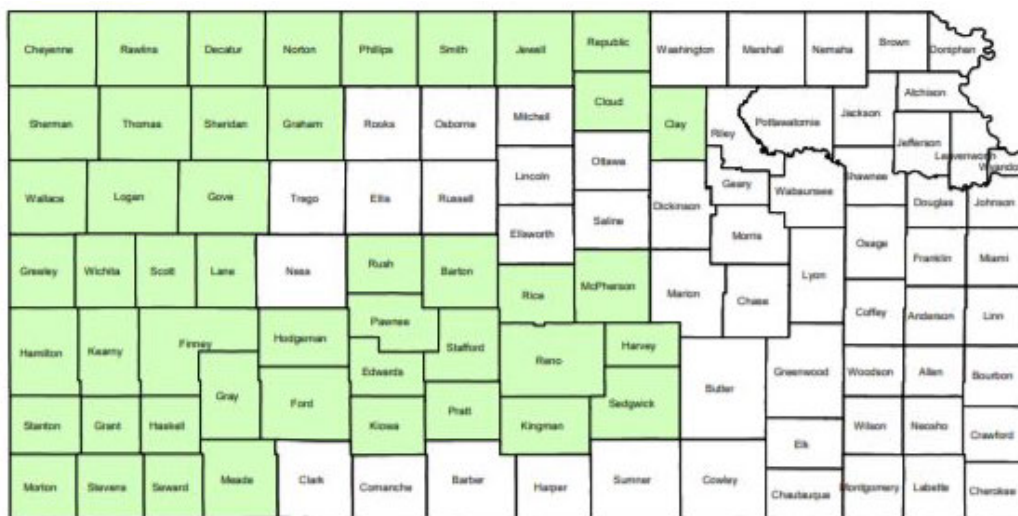 Cheyenne
Rawlins
Decatur
Norton
Phillips
Smith
Jewell
Republic
Washington
Marshall
Nemaha
Brown
Doniphan
Sherman
Thomas
Sheridan
Graham
Rooks
Osborne
Mitchell
Cloud
Clay
Riley
Pottawatomie
Jackson
Atchison
Jefferson
Leavenworth
Wyando
Wallace
Logan
Gove
Trego
Ellis
Russell
Lincoln
Ottawa
Saline
Dickinson
Geary
Wabaunsee
Shawnee
Douglas
Johnson
Ellsworth
Morris
Osage
Franklin
Miami
Greeley
Wichita
Scott
Lane
Ness
Rush
Barton
Rice
McPherson
Marion
Chase
Lyon
Coffey
Anderson
Linn
Hamilton
Kearny
Finney
Hodgeman
Pawnee
Stafford
Edwards
Reno
Harvey
Sedgwick
Butler
Greenwood
Woodson
Allen
Bourbon
Gray
Ford
Kiowa
Pratt
Kingman
Stanton
Grant
Haskell
Elk
Wilson
Neosho
Crawford
Morton
Stevens
Seward
Meade
Clark
Comanche
Barber
Harper
Sumner
Cowley
Chautauqua
Montgomery
Labette
Cherokee